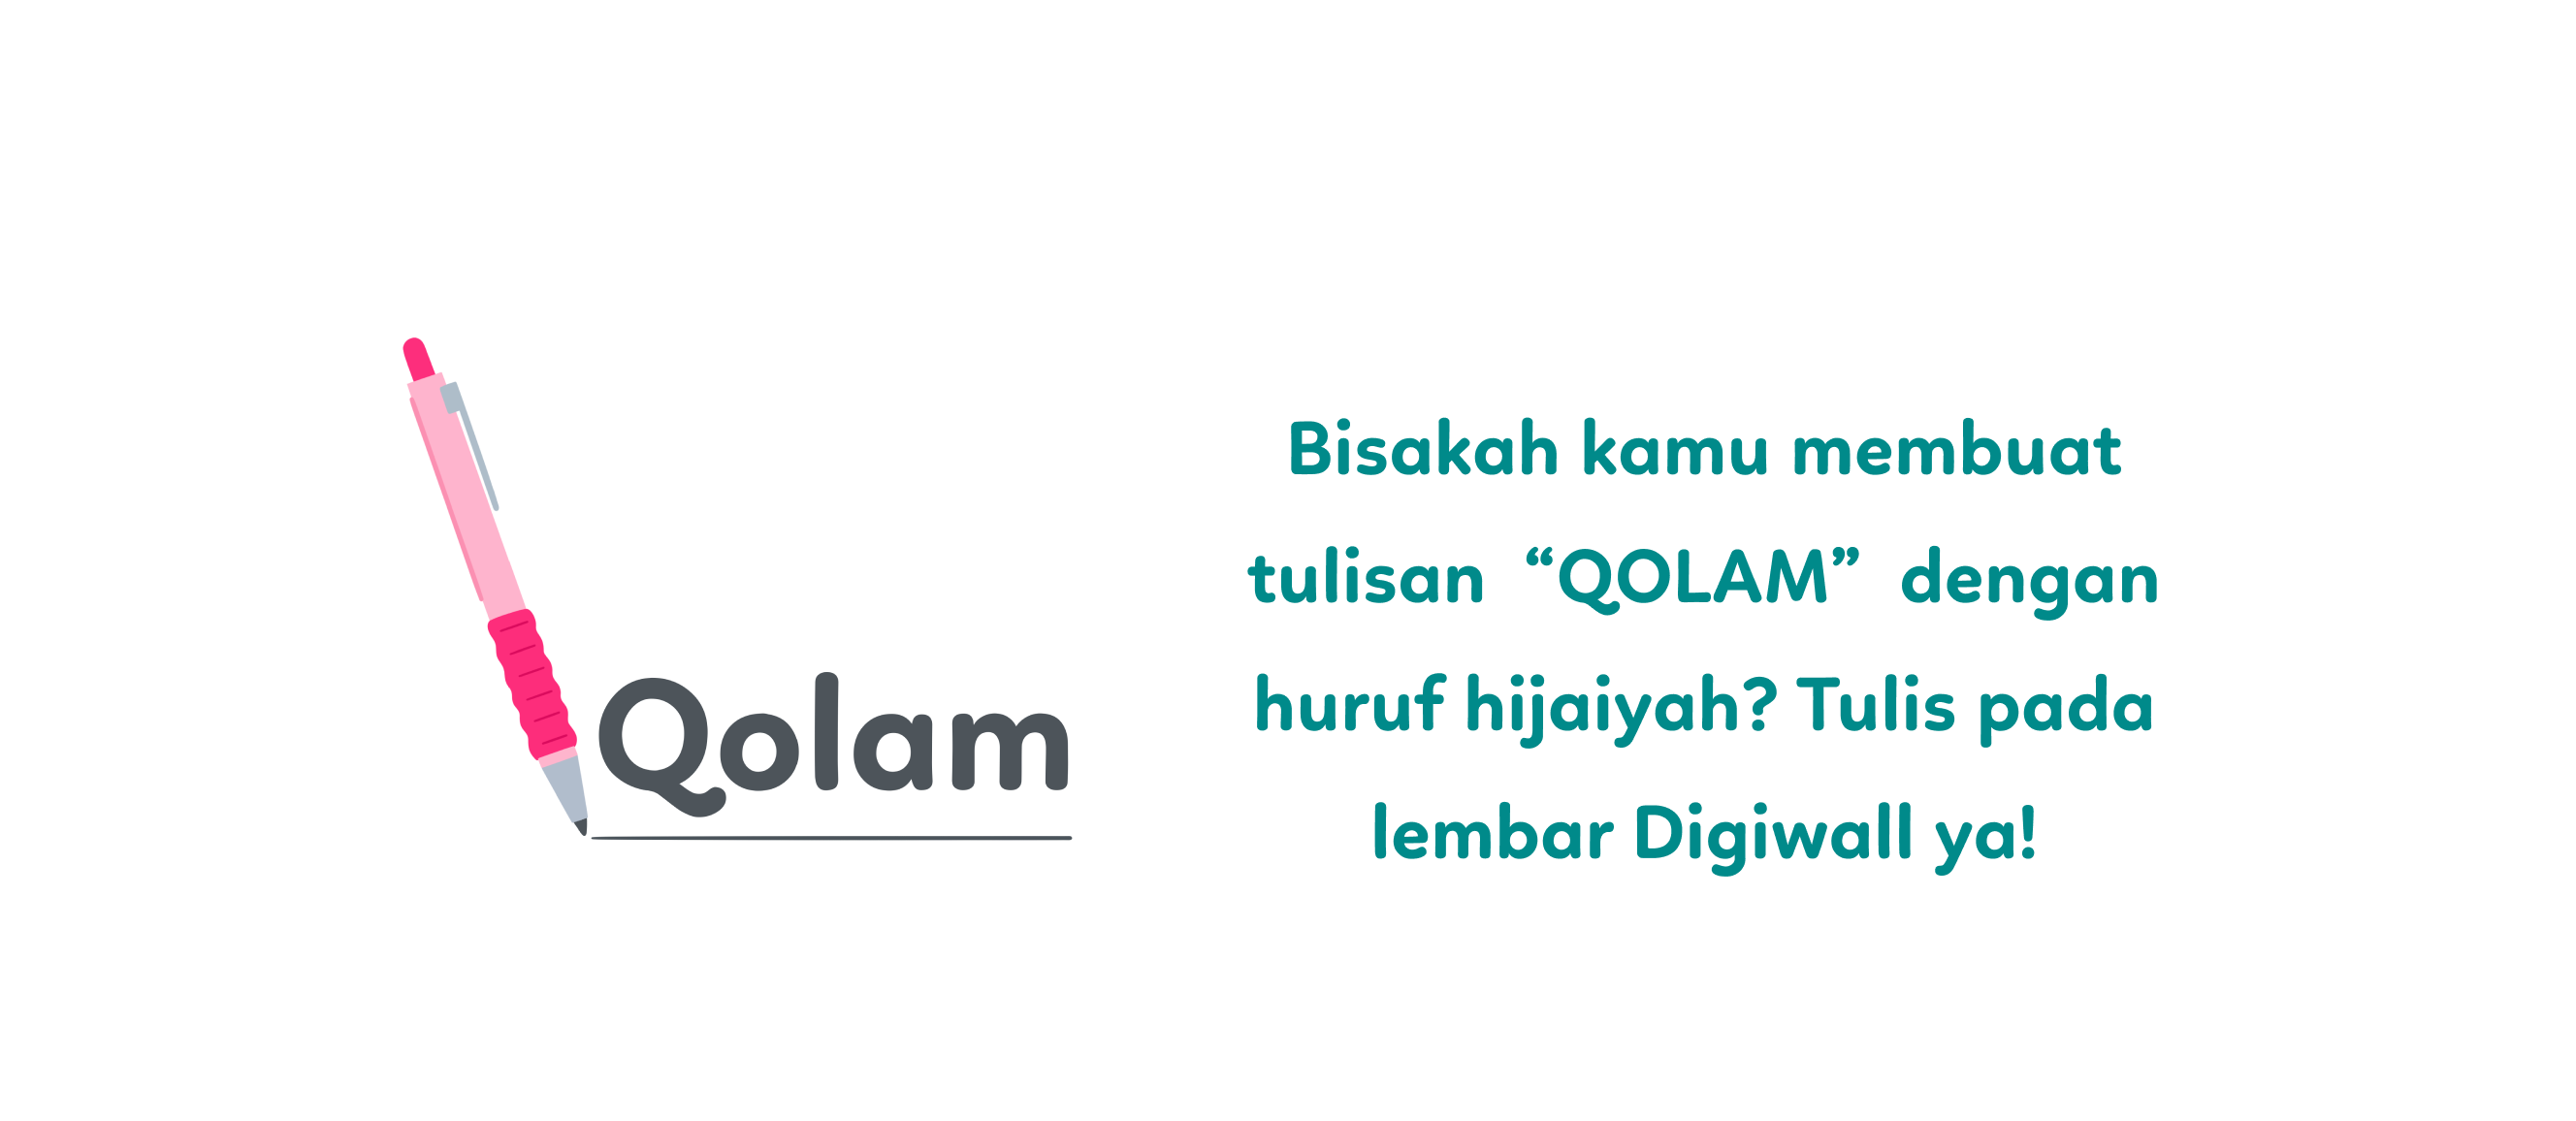 Qolam
Bisakah kamu membuat
tulisan “QOLAM” dengan
huruf hijaiyah? Tulis pada
lembar Digiwall ya!